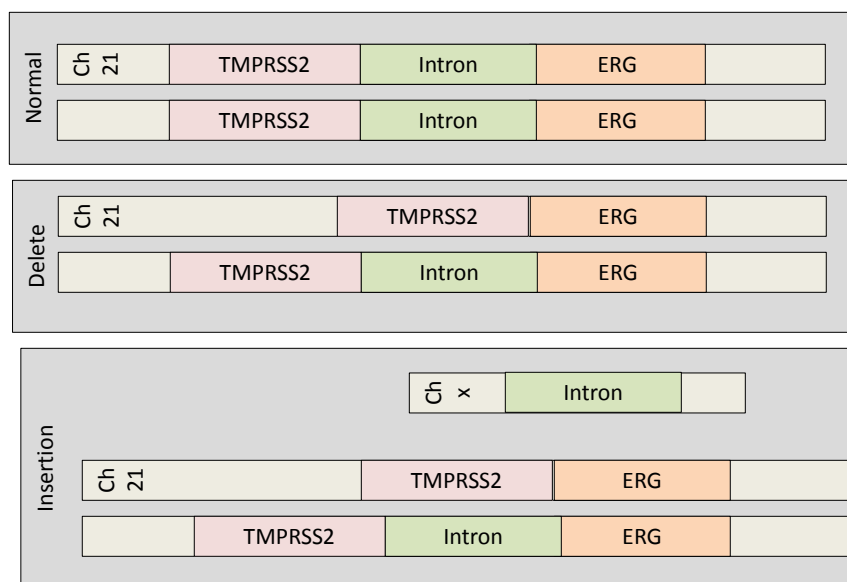 Normal
Ch 21
TMPRSS2 Intron ERG
TMPRSS2 Intron ERG
Delete
Ch 21
TMPRSS2 ERG
TMPRSS2 Intron ERG
Insertion
Ch x
Intron
Ch 21
TMPRSS2 ERG
TMPRSS2 Intron ERG